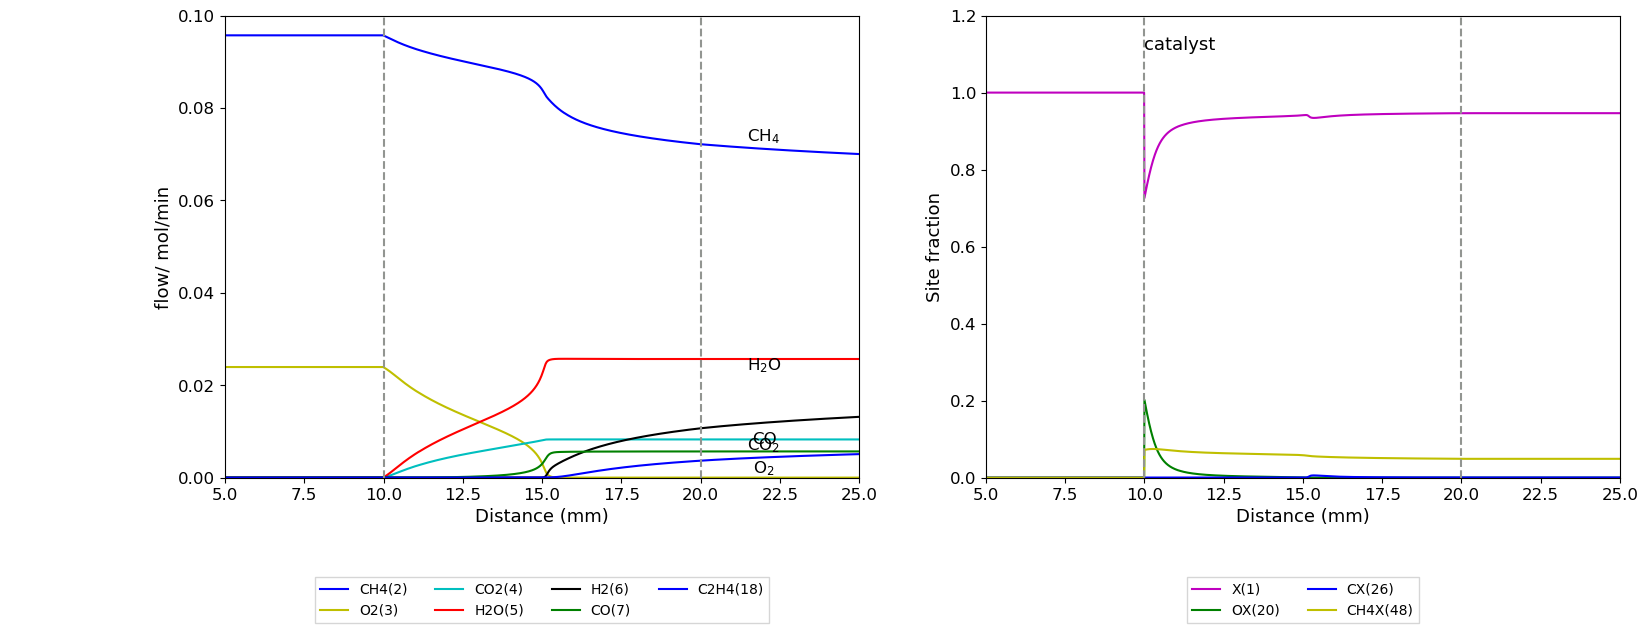 0.10
0.08
0.06
0.04
0.02
0.00
flow/ mol/min
CH₄
H₂O
CO
CO₂
O₂
5.0 7.5 10.0 12.5 15.0 17.5 20.0 22.5 25.0
Distance (mm)
CH4(2) CO2(4) H2(6) C2H4(18)
O2(3) H2O(5) CO(7)
1.2
1.0
0.8
0.6
0.4
0.2
0.0
Site fraction
catalyst
5.0 7.5 10.0 12.5 15.0 17.5 20.0 22.5 25.0
Distance (mm)
X(1) CX(26)
OX(20) CH4X(48)